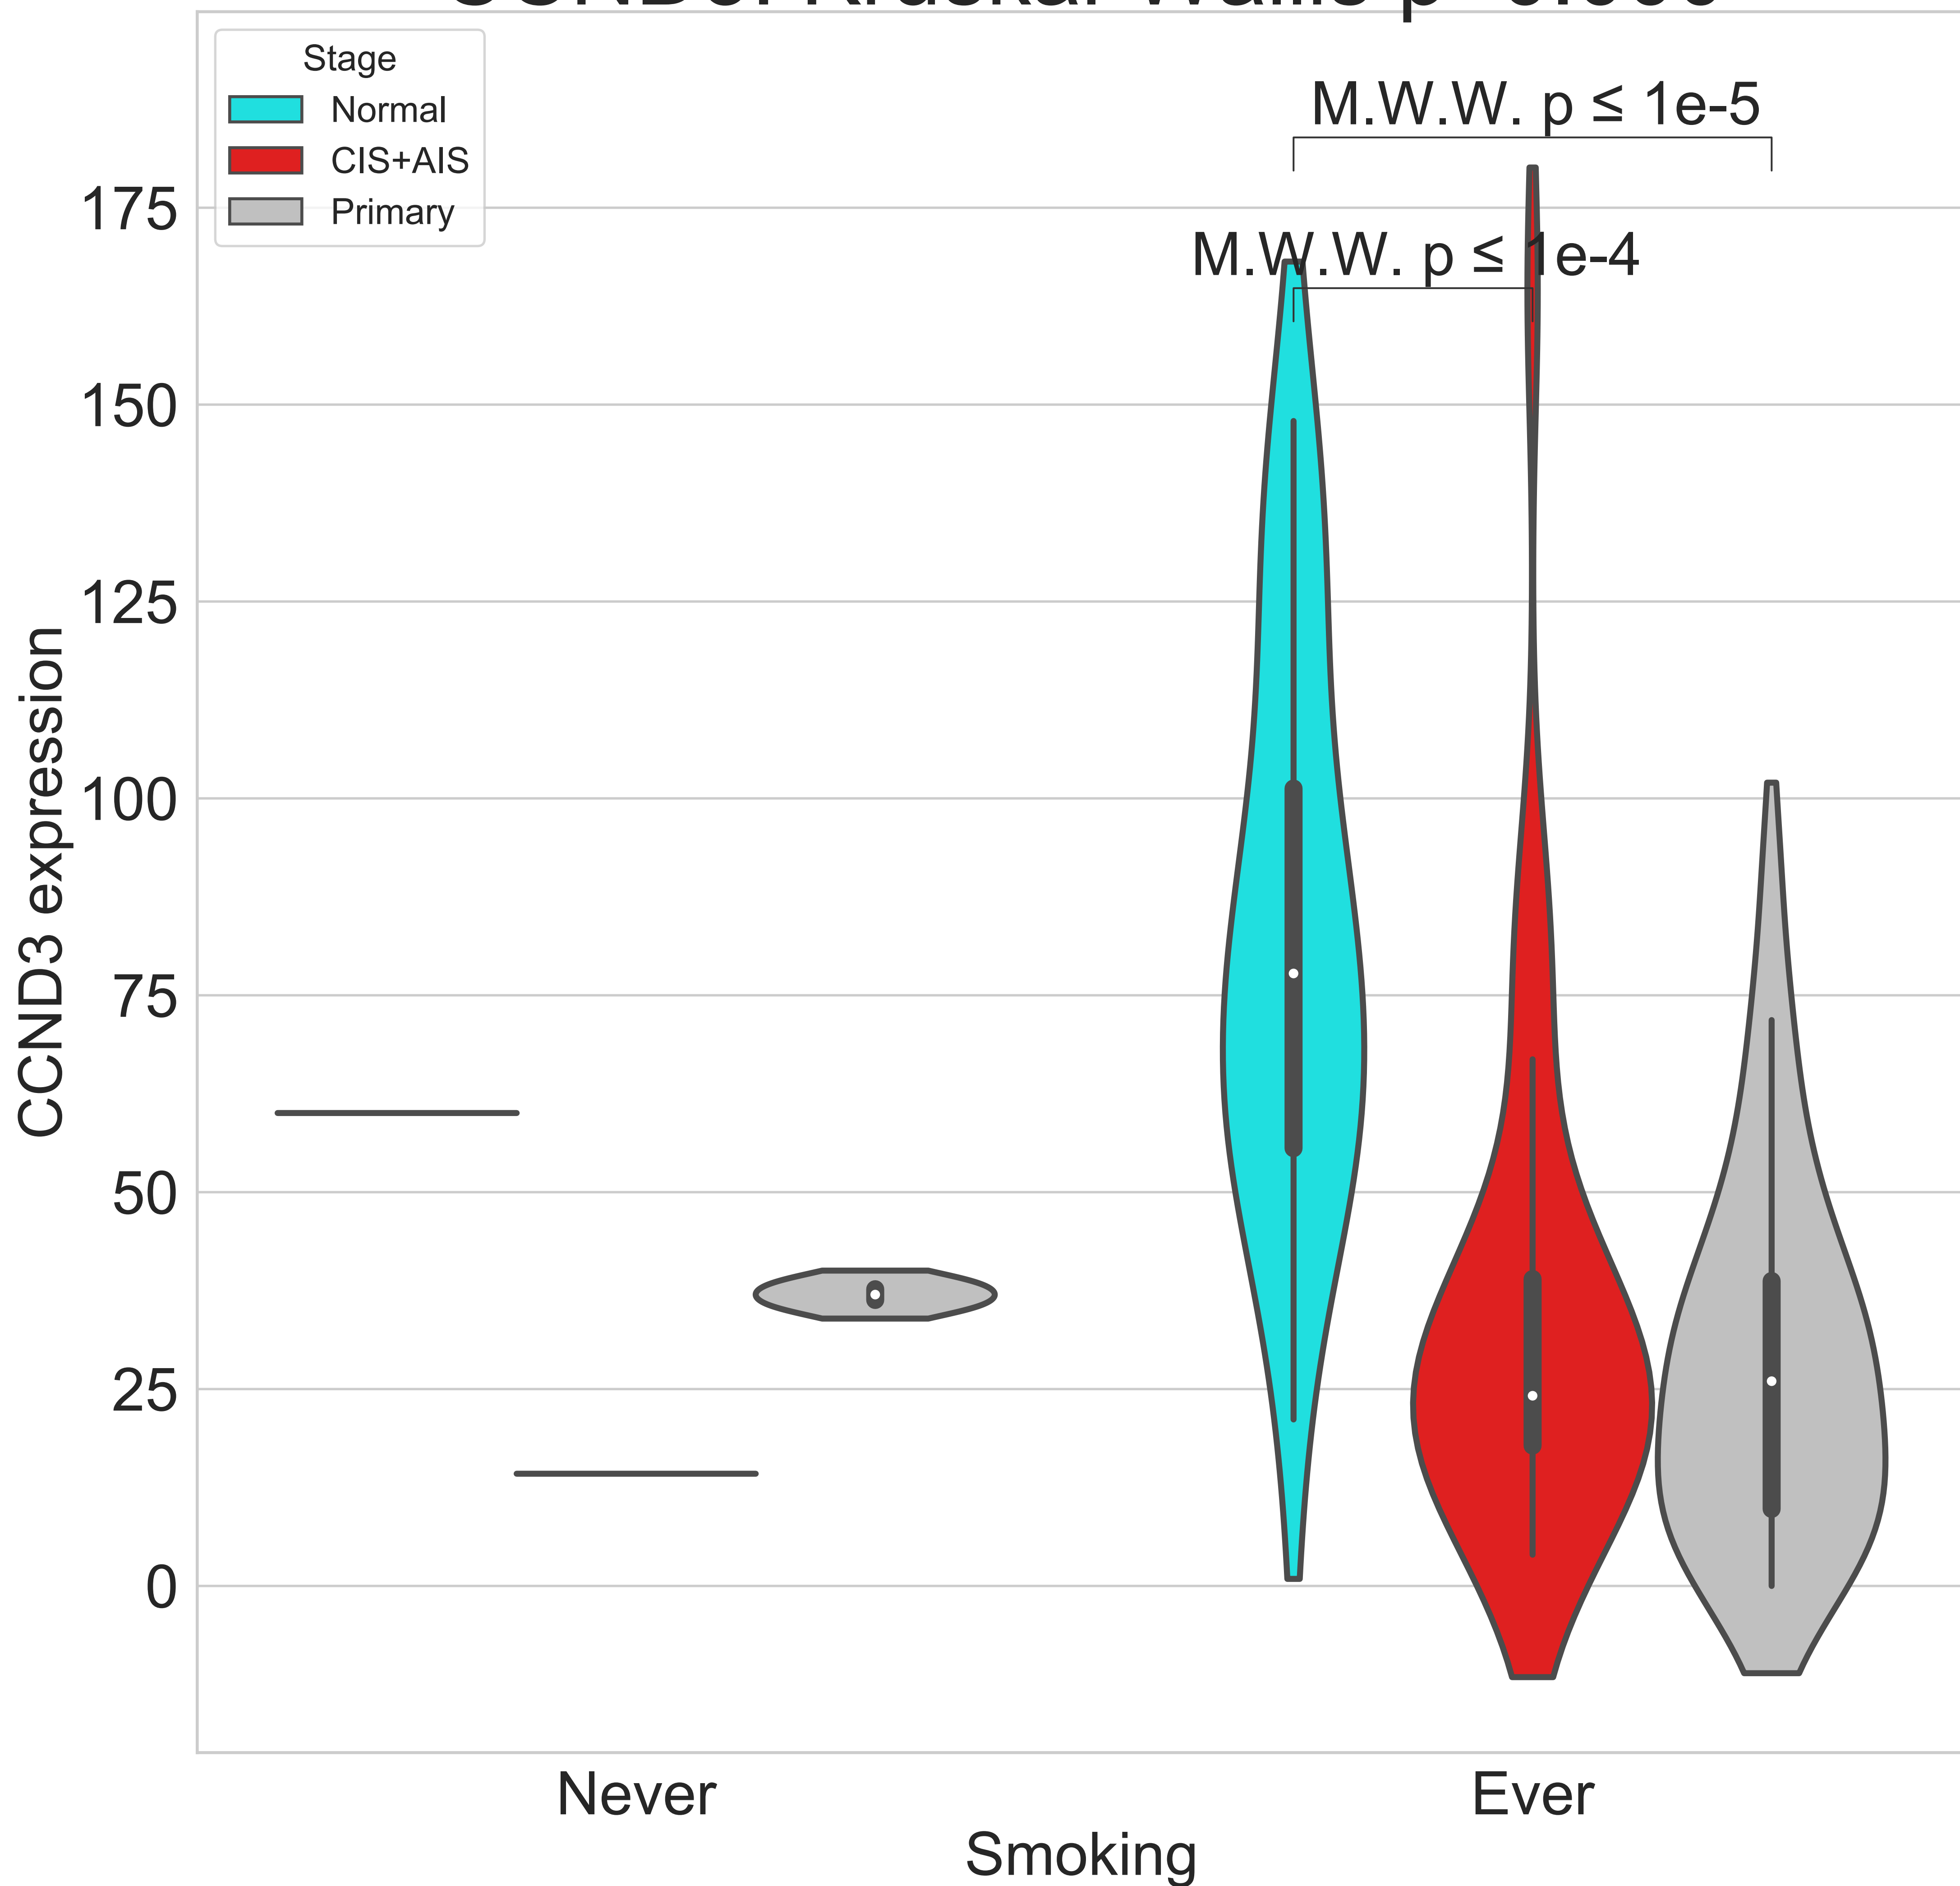 Stage
Normal
CIS+AIS
Primary
M.W.W. p ≤ 1e-5
M.W.W. p ≤ 1e-4
175
150
125
100
75
50
25
0
CCND3 expression
Never
Ever
Smoking